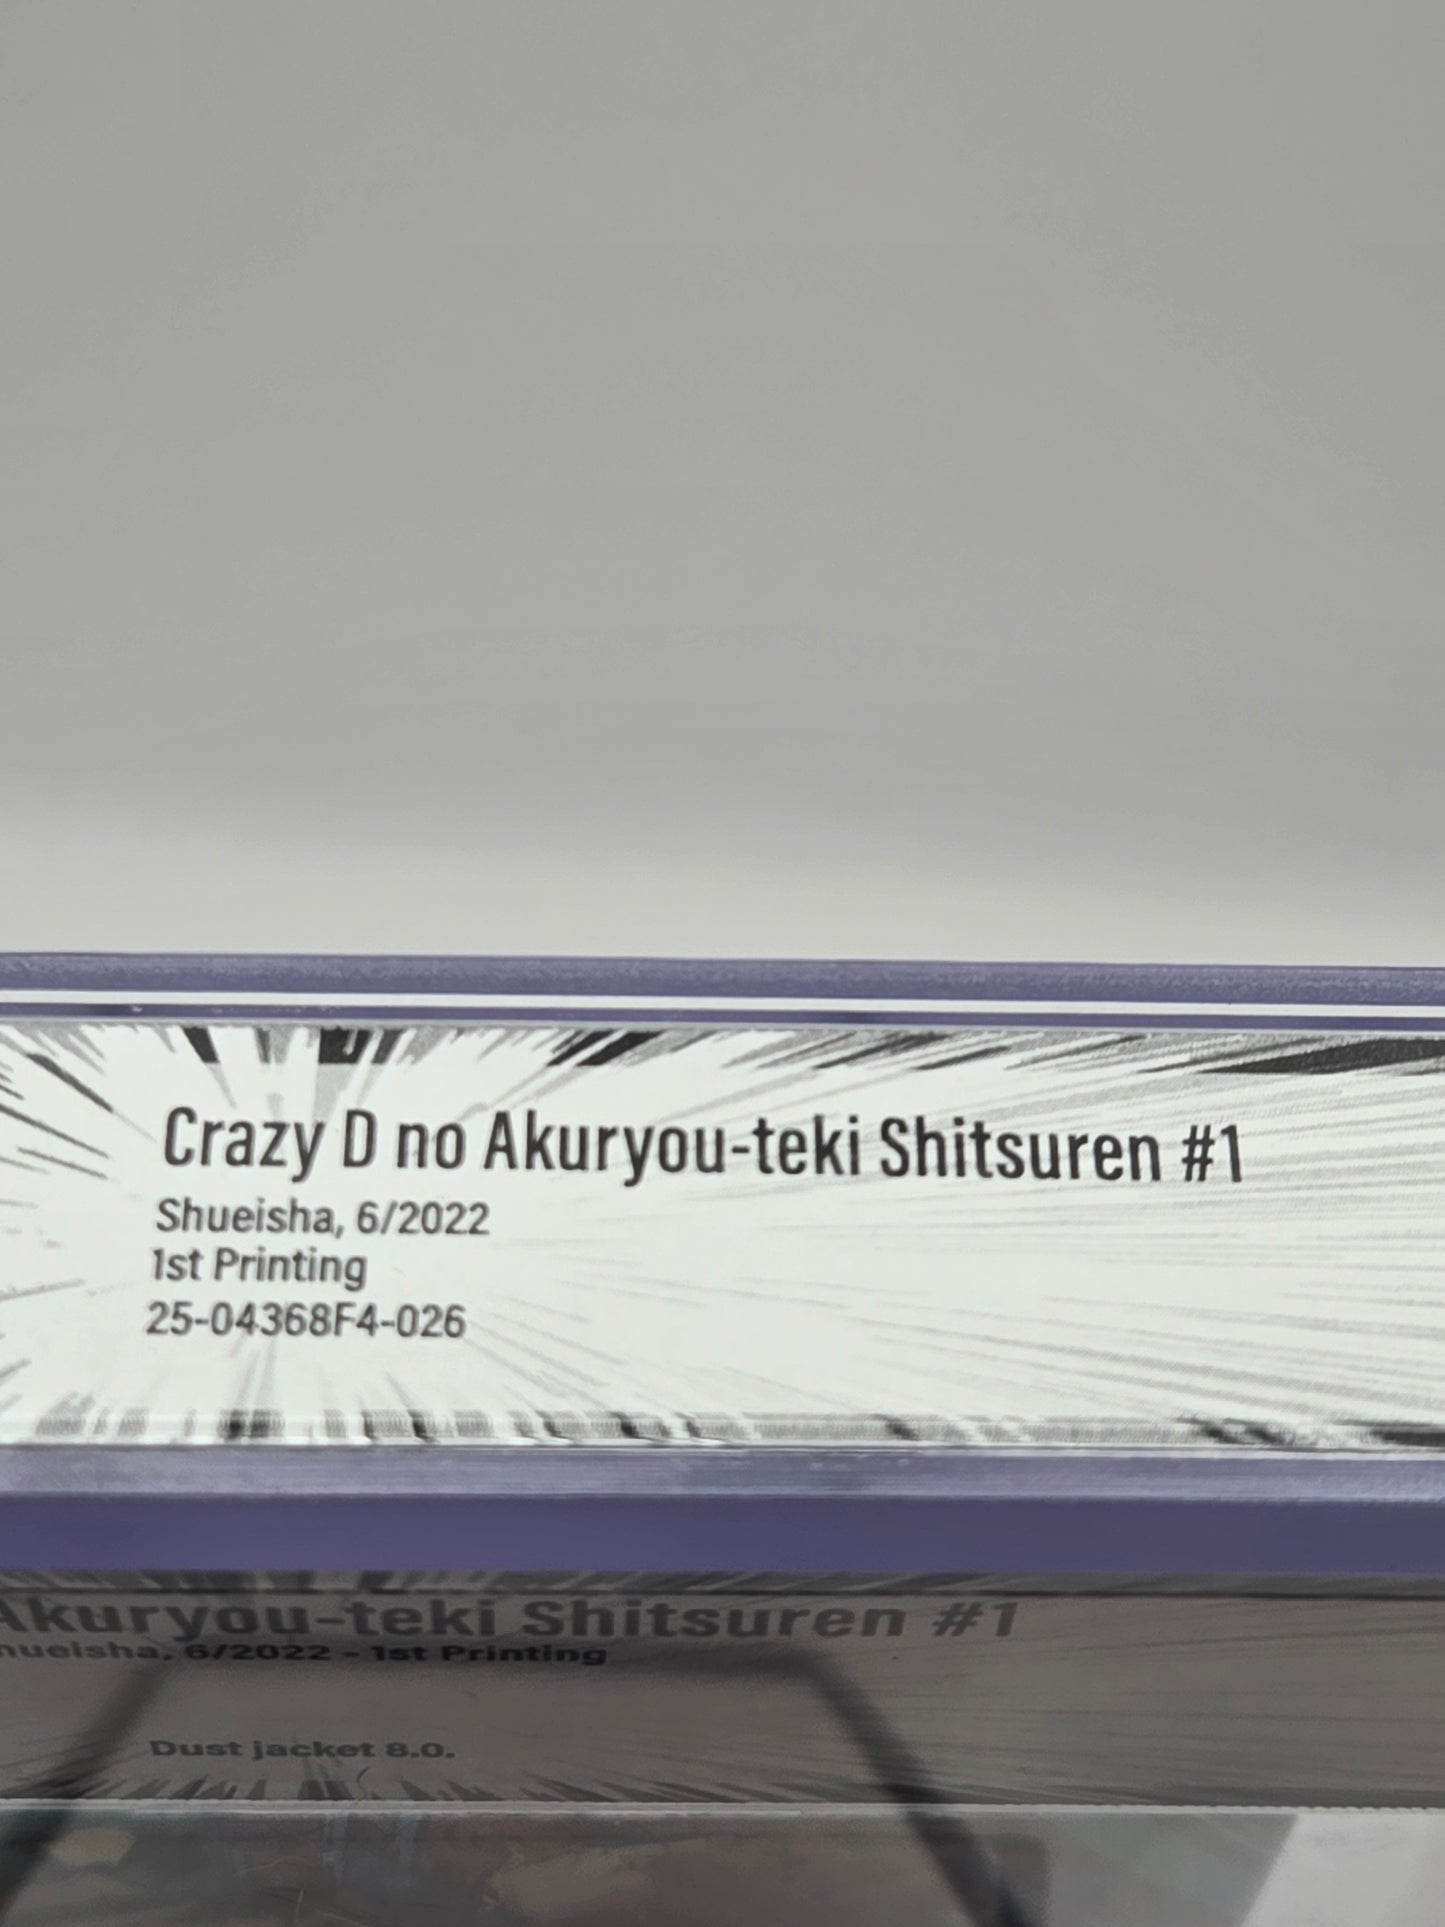 Crazy D no Akuryou-teki Shitsuren #1
Shueisha, 6/2022
1st Printing
25-04368F4-026
Akuryou-teki Shitsuren #1
6/2022 - 1st Printing
Dust jacket 8.0.